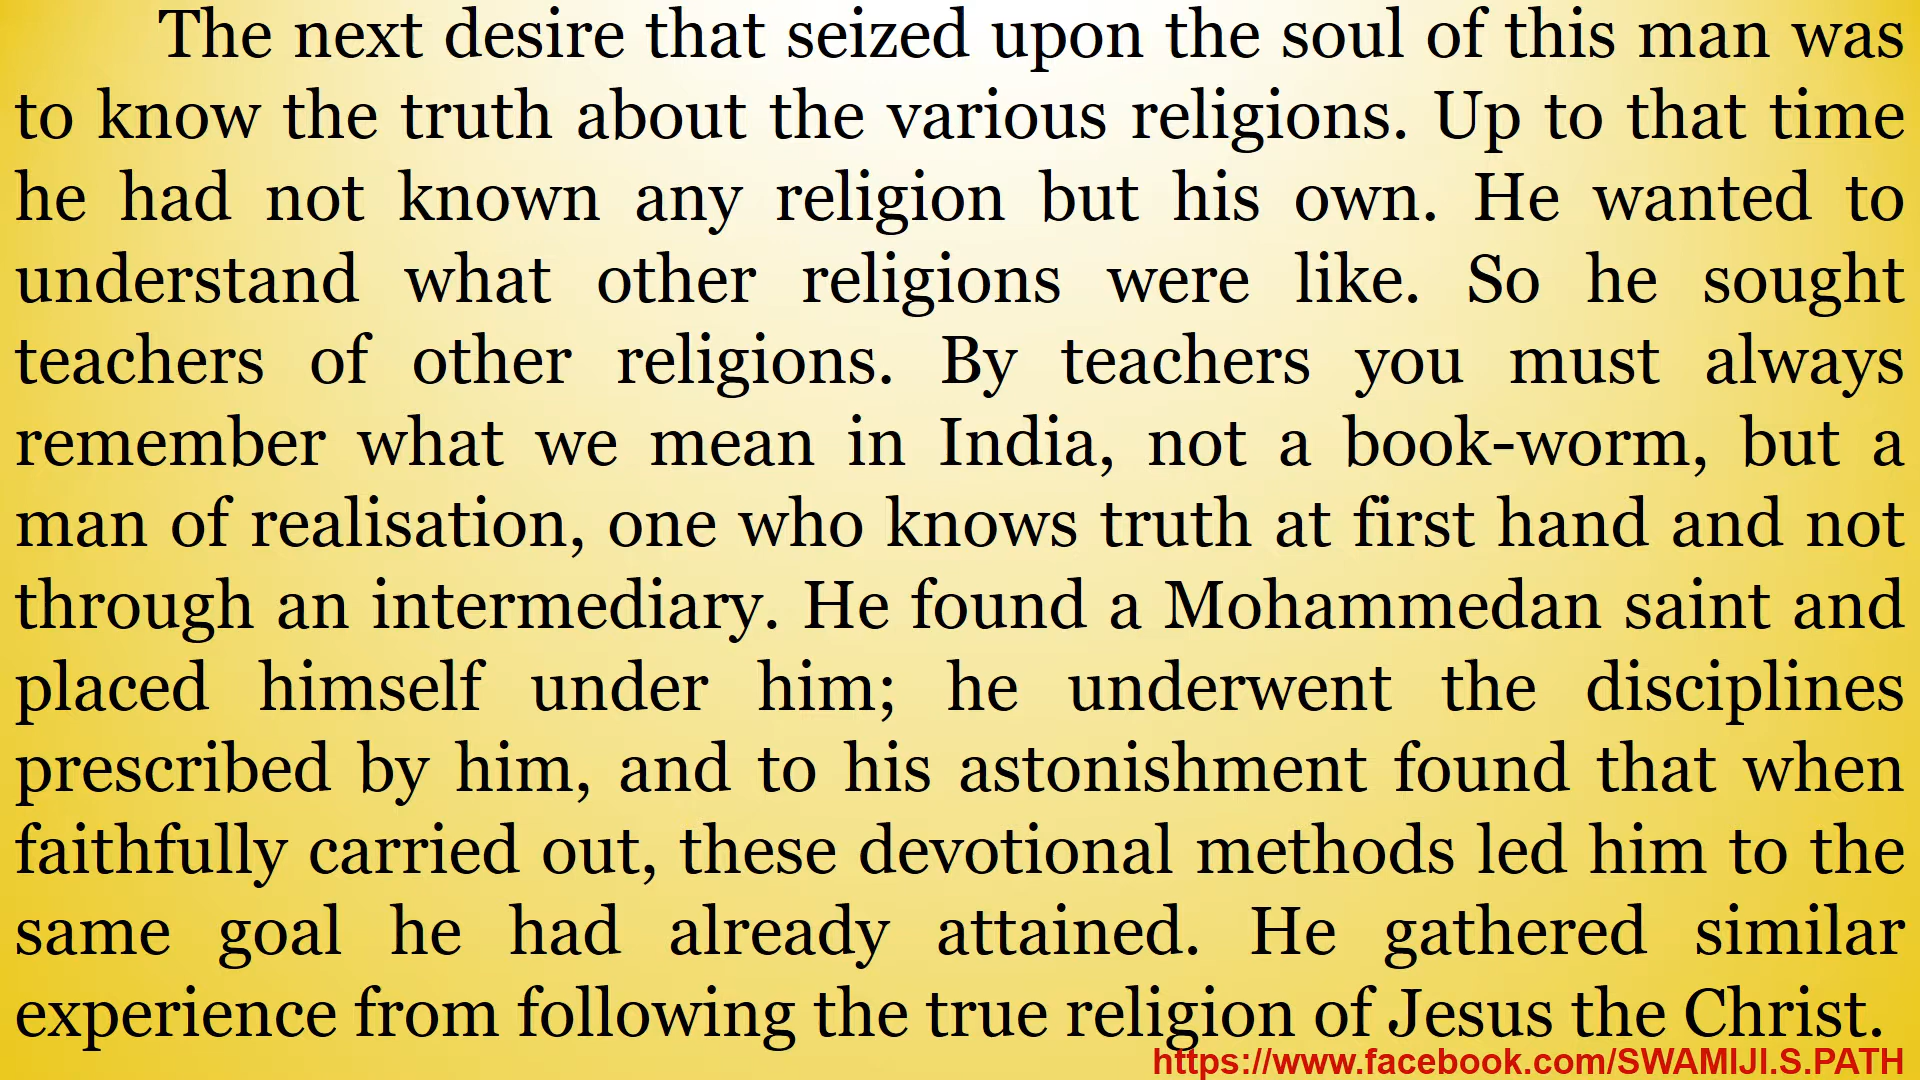 The next desire that seized upon the soul of this man was
to know the truth about the various religions. Up to that time
he had not known any religion but his own. He wanted to
understand what other religions were like. So he sought
teachers of other religions. By teachers you must always
remember what we mean in India, not a book-worm, but a
man of realisation, one who knows truth at first hand and not
through an intermediary. He found a Mohammedan saint and
placed himself under him; he underwent the disciplines
prescribed by him, and to his astonishment found that when
faithfully carried out, these devotional methods led him to the
same goal he had already attained. He gathered similar
experience from following the true religion of Jesus the Christ.
https://www.facebook.com/SWAMIJI.S.PATH